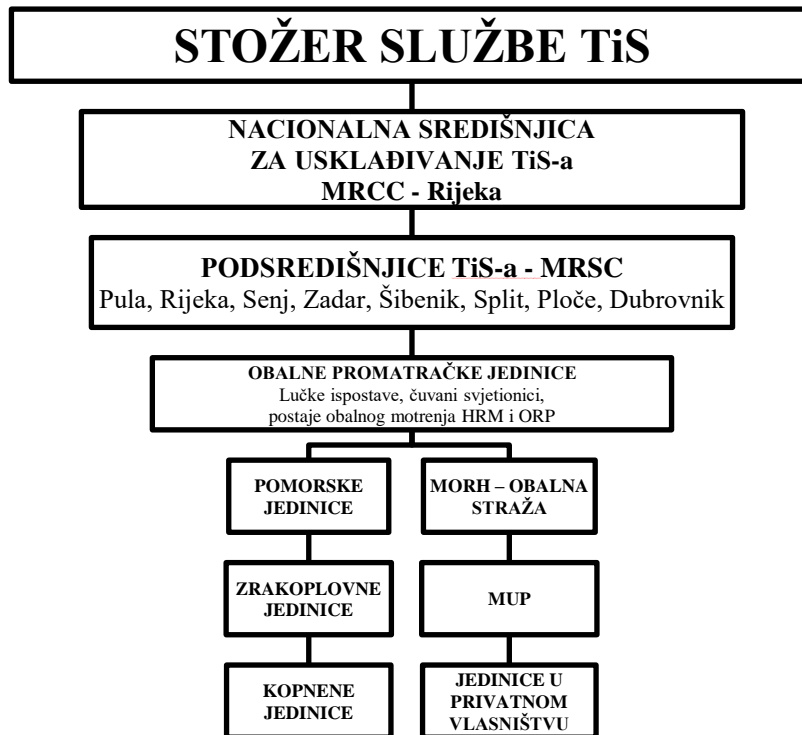 STOŽER SLUŽBE TiS
NACIONALNA SREDIŠNJICA
ZA USKLAĐIVANJE TiS-a
MRCC - Rijeka
PODSREDIŠNJICE TiS-a - MRSC
Pula, Rijeka, Senj, Zadar, Šibenik, Split, Ploče, Dubrovnik
OBALNE PROMATRAČKE JEDINICE
Lučke ispostave, čuvani svjetionici,
postaje obalnog motrenja HRM i ORP
POMORSKE
JEDINICE
MORH – OBALNA
STRAŽA
ZRAKOPLOVNE
JEDINICE
MUP
KOPNENE
JEDINICE
JEDINICE U
PRIVATNOM
VLASNIŠTVU